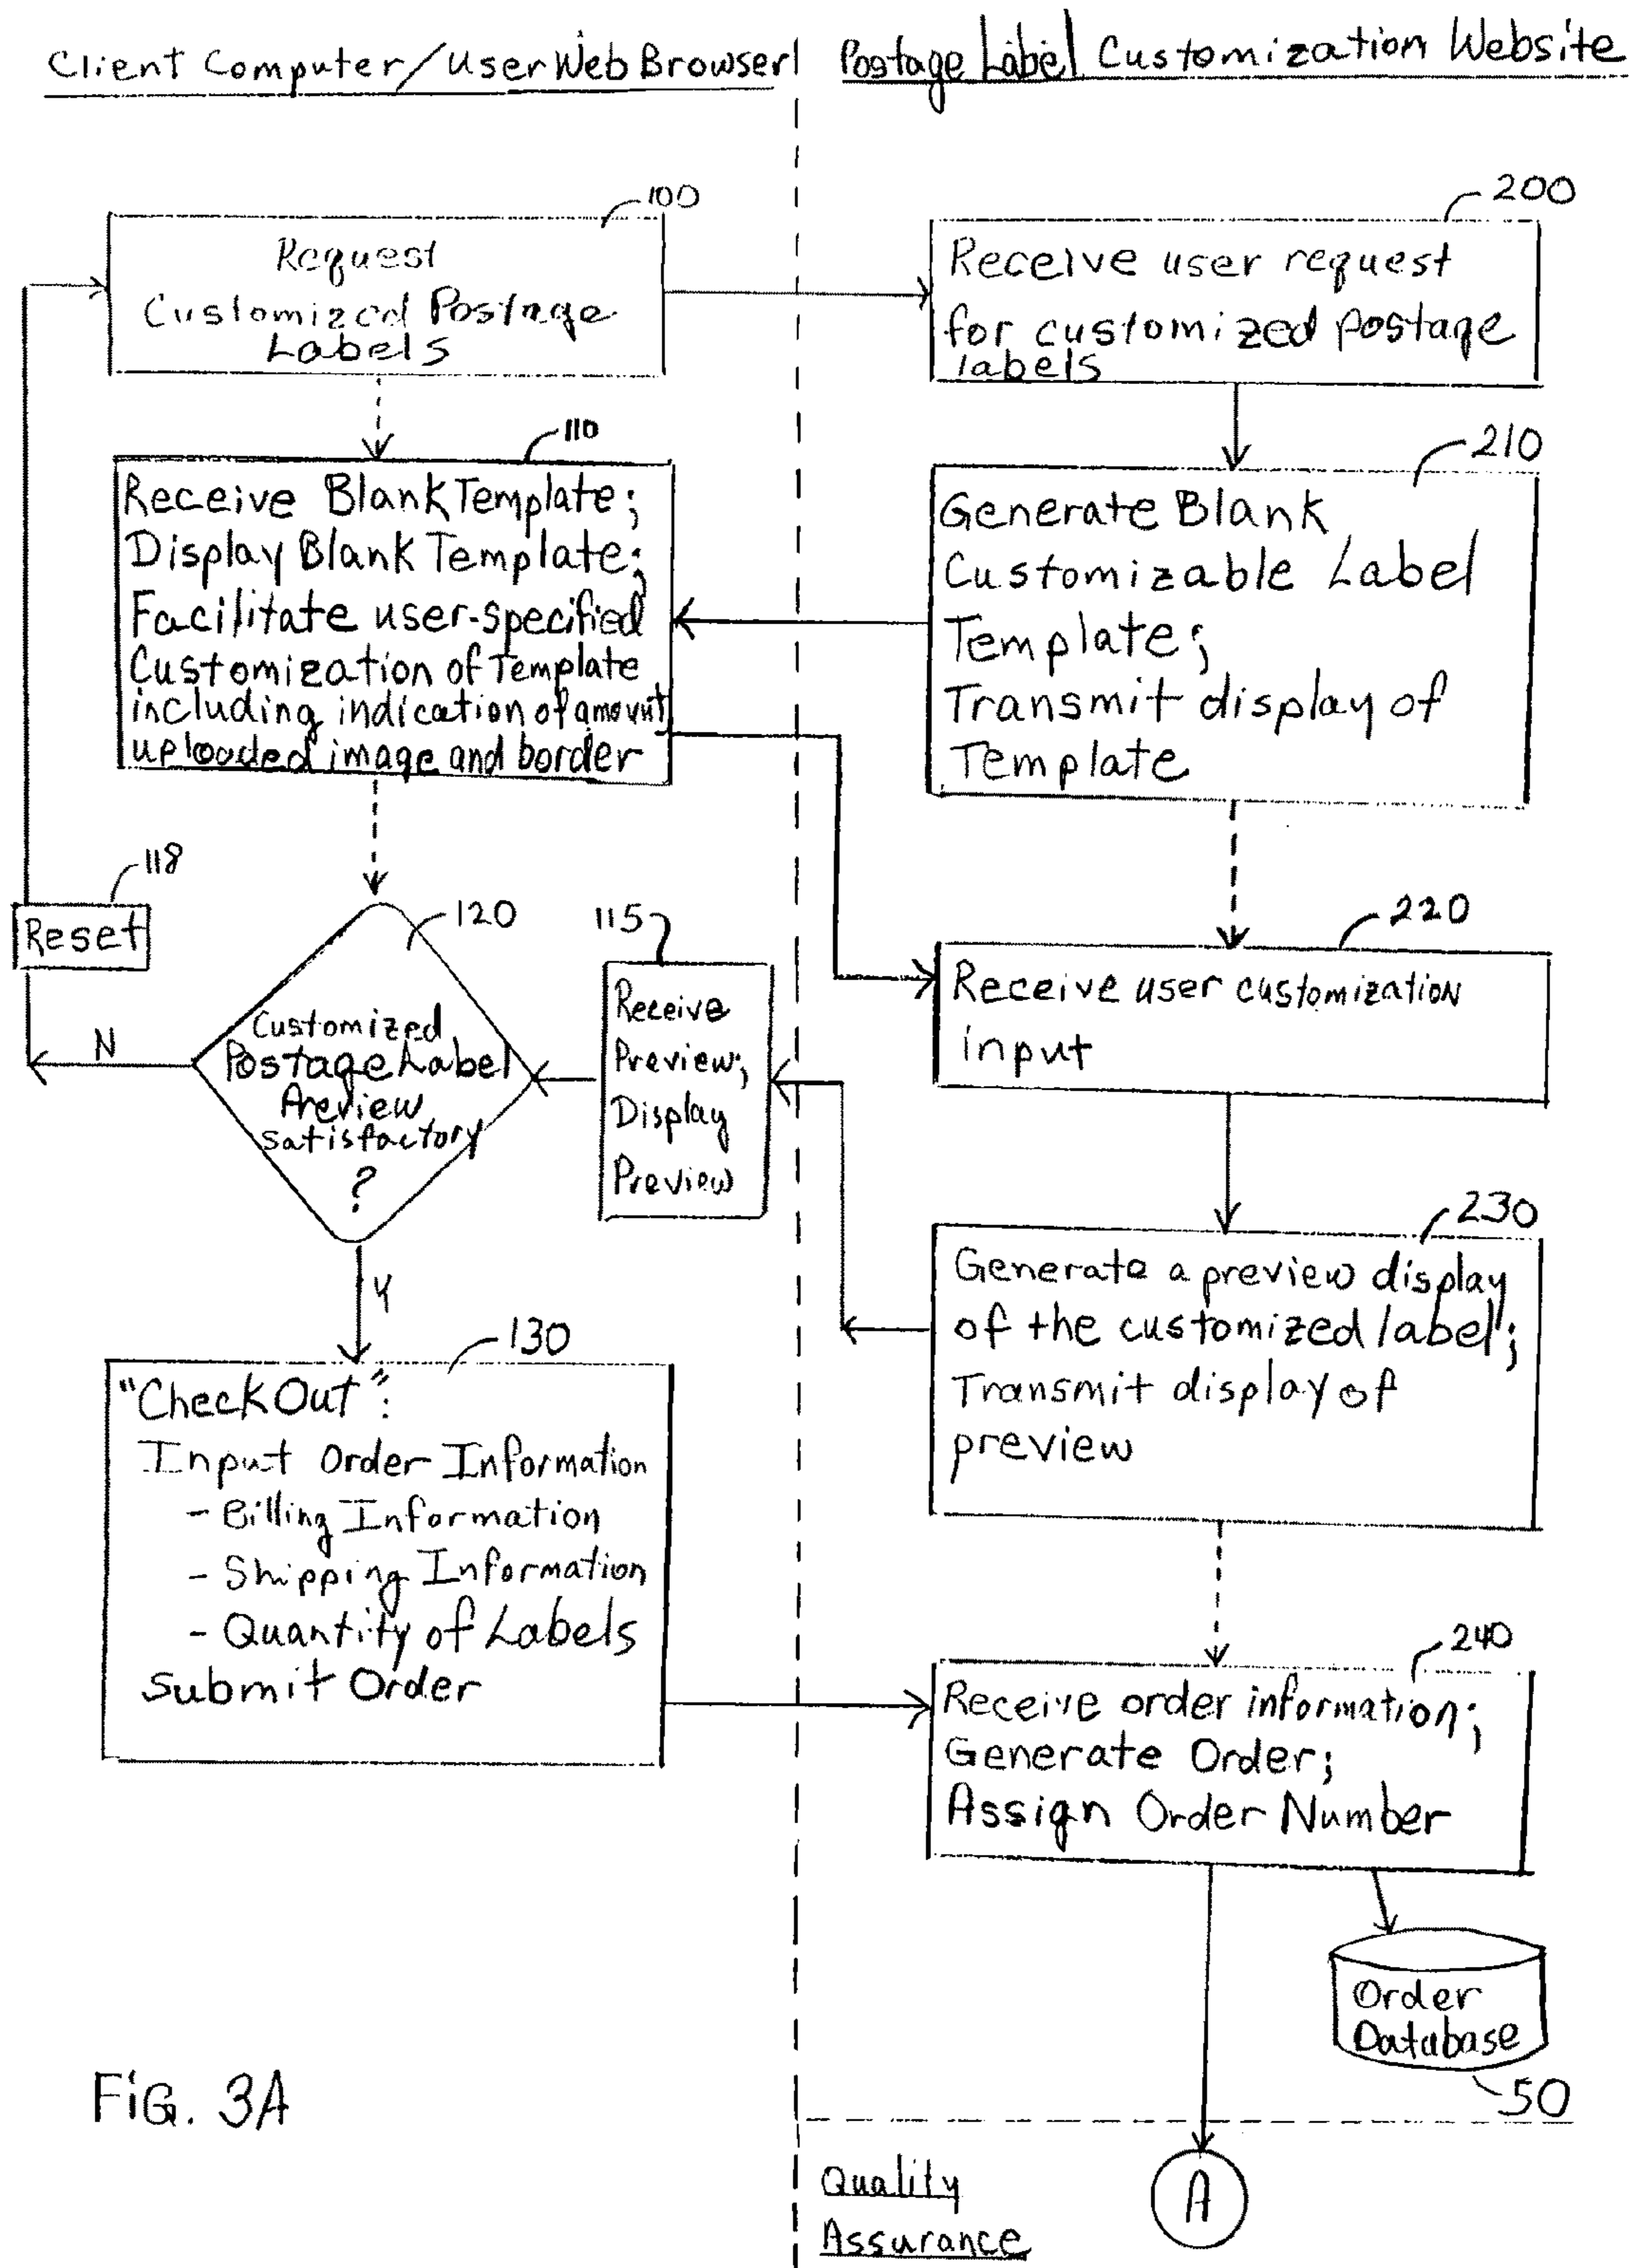 Client Computer/User Web Browser
Postage Label Customization Website
100
Request
Customized Postage
Labels
200
Receive user request
for customized postage
labels
110
Receive Blank Template;
Display Blank Template;
Facilitate user-specified
Customization of Template
including indication of amount
uploaded image and border
210
Generate Blank
Customizable Label
Template;
Transmit display of
Template
118
Reset
N
120
Customized
Postage Label
Preview
satisfactory
?
Y
115
Receive
Preview;
Display
Preview
220
Receive user customization
input
230
Generate a preview display
of the customized label;
Transmit display of
preview
130
"Check Out":
Input Order Information
- Billing Information
- Shipping Information
- Quantity of Labels
Submit Order
240
Receive order information;
Generate Order;
Assign Order Number
Order
Database
50
FiG. 3A
Quality
Assurance
A